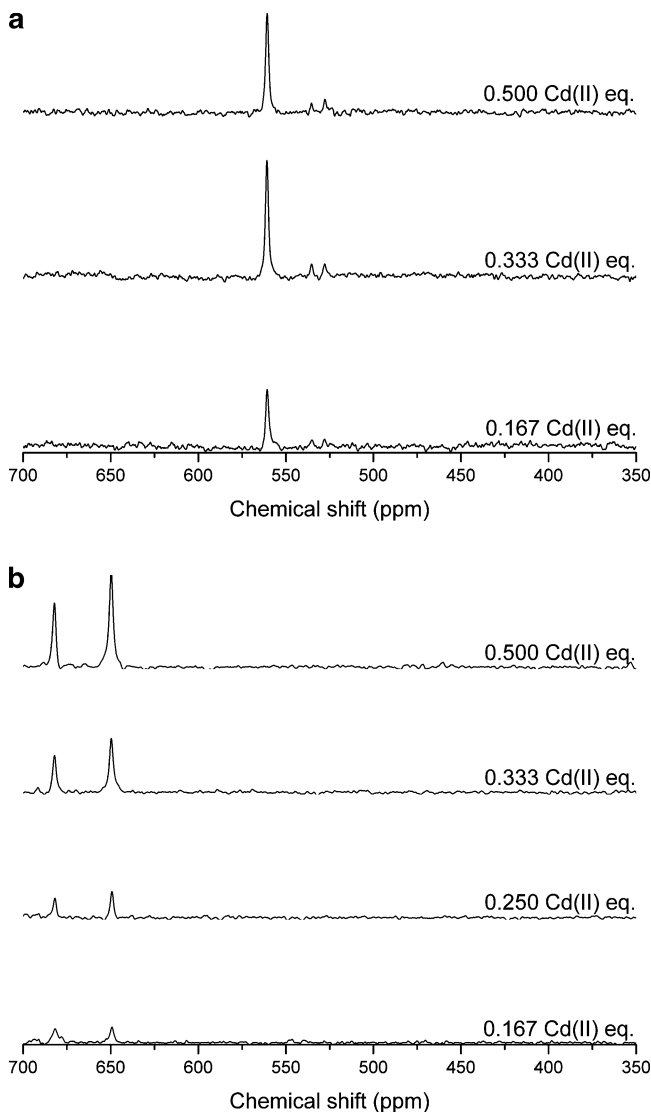 a
0.500 Cd(II) eq.
0.333 Cd(II) eq.
0.167 Cd(II) eq.
700 650 600 550 500 450 400 350
Chemical shift (ppm)
b
0.500 Cd(II) eq.
0.333 Cd(II) eq.
0.250 Cd(II) eq.
0.167 Cd(II) eq.
700 650 600 550 500 450 400 350
Chemical shift (ppm)